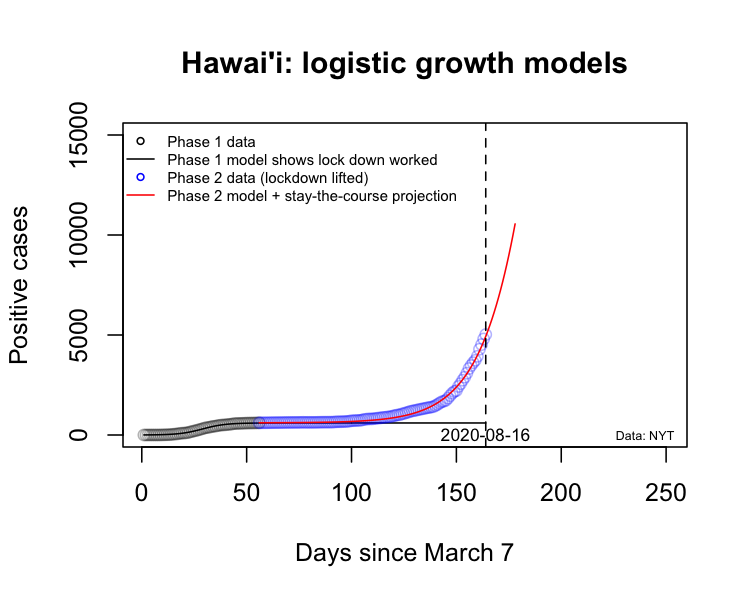 Hawai'i: logistic growth models
Phase 1 data
Phase 1 model shows lock down worked
Phase 2 data (lockdown lifted)
Phase 2 model + stay-the-course projection
Positive cases
15000
10000
5000
0
2020-08-16
Data: NYT
0 50 100 150 200 250
Days since March 7